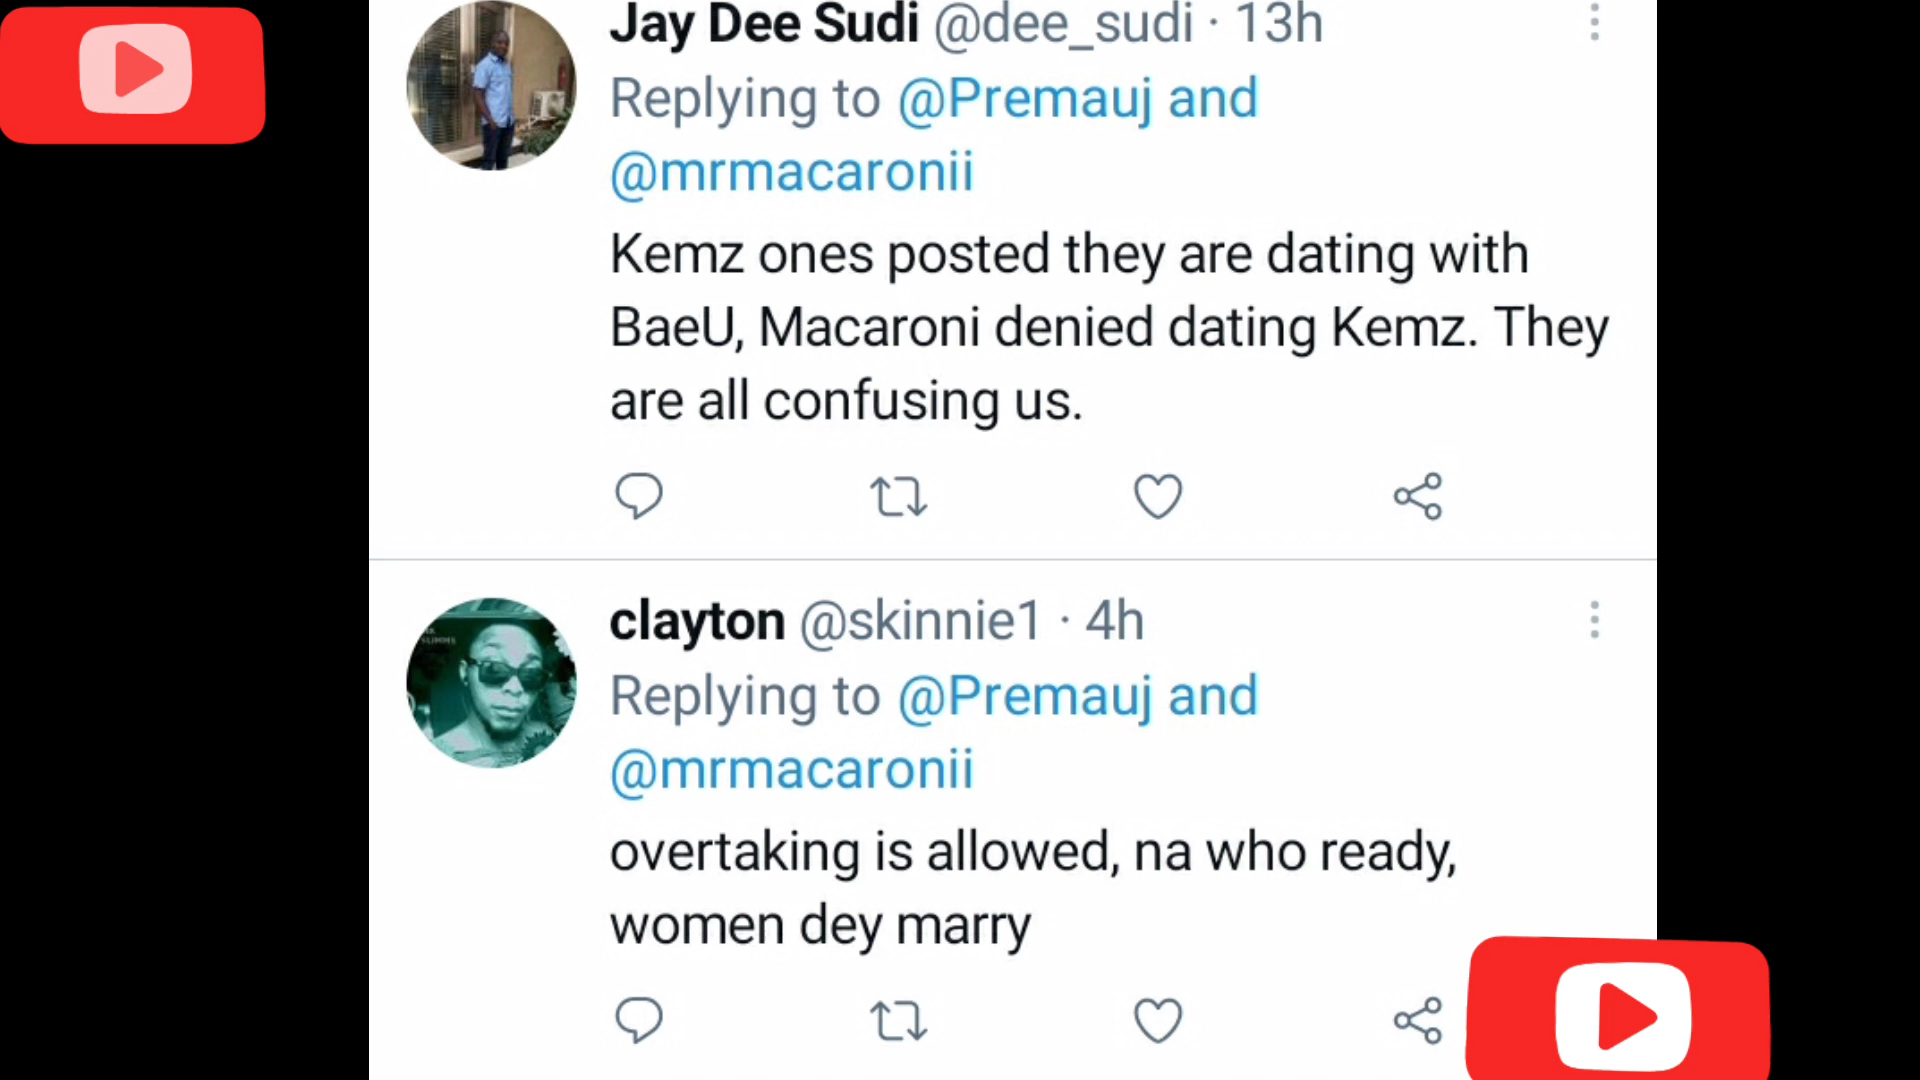 Jay Dee Sudi @dee_sudi · 13h
Replying to @Premauj and
@mrmacaronii
Kemz ones posted they are dating with
BaeU, Macaroni denied dating Kemz. They
are all confusing us.
clayton @skinnie1 · 4h
Replying to @Premauj and
@mrmacaronii
overtaking is allowed, na who ready,
women dey marry